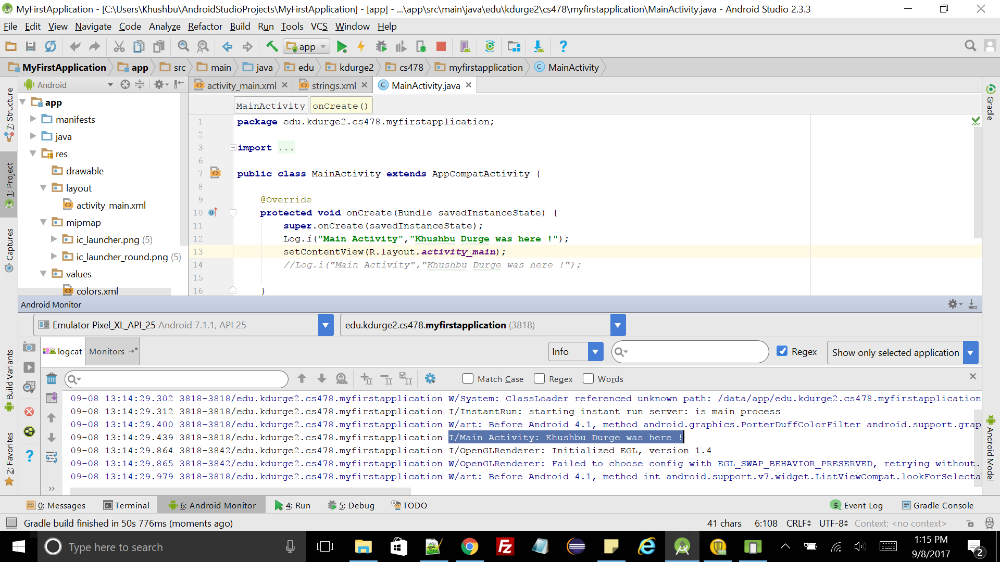 MyFirstApplication - [C:\Users\Khushbu\AndroidStudioProjects\MyFirstApplication] - [app] - ...\app\src\main\java\edu\kdurge2\cs478\myfirstapplication\MainActivity.java - Android Studio 2.3.3
File Edit View Navigate Code Analyze Refactor Build Run Tools VCS Window Help
app
MyFirstApplication app src main java edu kdurge2 cs478 myfirstapplication MainActivity
Android
activity_main.xml strings.xml MainActivity.java
7: Structure
1: Project
Captures
Build Variants
2: Favorites
app
manifests
java
res
drawable
layout
activity_main.xml
mipmap
ic_launcher.png (5)
ic_launcher_round.png (5)
values
colors.xml
MainActivity onCreate()
1 package edu.kdurge2.cs478.myfirstapplication;
2
3 import ...
6
7 public class MainActivity extends AppCompatActivity {
8
9 @Override
10 protected void onCreate(Bundle savedInstanceState) {
11 super.onCreate(savedInstanceState);
12 Log.i("Main Activity","Khushbu Durge was here !");
13 setContentView(R.layout.activity_main);
14 //Log.i("Main Activity","Khushbu Durge was here !");
15
16 }
Gradle
Android Model
Android Monitor
Emulator Pixel_XL_API_25 Android 7.1.1, API 25
edu.kdurge2.cs478.myfirstapplication (3818)
logcat Monitors
Info
Regex
Show only selected application
Match Case Regex Words
09-08 13:14:29.302 3818-3818/edu.kdurge2.cs478.myfirstapplication W/System: ClassLoader referenced unknown path: /data/app/edu.kdurge2.cs478.myfirstapplication
09-08 13:14:29.312 3818-3818/edu.kdurge2.cs478.myfirstapplication I/InstantRun: starting instant run server: is main process
09-08 13:14:29.400 3818-3818/edu.kdurge2.cs478.myfirstapplication W/art: Before Android 4.1, method android.graphics.PorterDuffColorFilter android.support.grap
09-08 13:14:29.439 3818-3818/edu.kdurge2.cs478.myfirstapplication I/Main Activity: Khushbu Durge was here !
09-08 13:14:29.864 3818-3842/edu.kdurge2.cs478.myfirstapplication I/OpenGLRenderer: Initialized EGL, version 1.4
09-08 13:14:29.865 3818-3842/edu.kdurge2.cs478.myfirstapplication W/OpenGLRenderer: Failed to choose config with EGL_SWAP_BEHAVIOR_PRESERVED, retrying without.
09-08 13:14:29.979 3818-3818/edu.kdurge2.cs478.myfirstapplication W/art: Before Android 4.1, method int android.support.v7.widget.ListViewCompat.lookForSelecta
0: Messages Terminal 6: Android Monitor 4: Run 5: Debug TODO 5 Event Log Gradle Console
Gradle build finished in 50s 776ms (moments ago) 41 chars 6:108 CRLF UTF-8 Context: <no context>
Type here to search
Fz
1:15 PM
9/8/2017
2